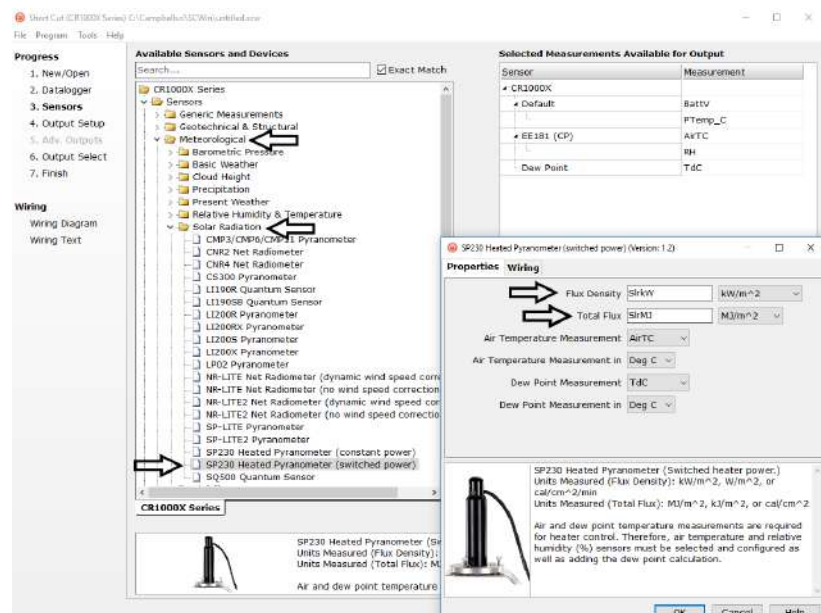 Short Cut (CR1000X Series) C:\Campbellsci\SCWin\untitled.scw
File Program Tools Help
Progress
1. New/Open
2. Datalogger
3. Sensors
4. Output Setup
5. Adv. Outputs
6. Output Select
7. Finish
Wiring
Wiring Diagram
Wiring Text
Available Sensors and Devices
Search...
Exact Match
CR1000X Series
Sensors
Generic Measurements
Geotechnical & Structural
Meteorological
Barometric Pressure
Basic Weather
Cloud Height
Precipitation
Present Weather
Relative Humidity & Temperature
Solar Radiation
CMP3/CMP6/CMP11 Pyranometer
CNR2 Net Radiometer
CNR4 Net Radiometer
CS300 Pyranometer
LI190R Quantum Sensor
LI190SB Quantum Sensor
LI200R Pyranometer
LI200RX Pyranometer
LI200S Pyranometer
LI200X Pyranometer
LP02 Pyranometer
NR-LITE Net Radiometer (dynamic wind speed corre
NR-LITE Net Radiometer (no wind speed correction
NR-LITE2 Net Radiometer (dynamic wind speed cor
NR-LITE2 Net Radiometer (no wind speed correctio
SP-LITE Pyranometer
SP-LITE2 Pyranometer
SP230 Heated Pyranometer (constant power)
SP230 Heated Pyranometer (switched power)
SQ500 Quantum Sensor
CR1000X Series
SP230 Heated Pyranometer (Sw
Units Measured (Flux Density):
Units Measured (Total Flux): M
Air and dew point temperature
Selected Measurements Available for Output
Sensor Measurement
CR1000X
Default BattV
PTemp_C
EE181 (CP) AirTC
RH
Dew Point TdC
SP230 Heated Pyranometer (switched power) (Version: 1.2)
Properties Wiring
Flux Density SlrkW kW/m^2
Total Flux SlrMJ MJ/m^2
Air Temperature Measurement AirTC
Air Temperature Measurement in Deg C
Dew Point Measurement TdC
Dew Point Measurement in Deg C
SP230 Heated Pyranometer (Switched heater power.)
Units Measured (Flux Density): kW/m^2, W/m^2, or
cal/cm^2/min
Units Measured (Total Flux): MJ/m^2, kJ/m^2, or cal/cm^2
Air and dew point temperature measurements are required
for heater control. Therefore, air temperature and relative
humidity (%) sensors must be selected and configured as
well as adding the dew point calculation.
OK Cancel Help